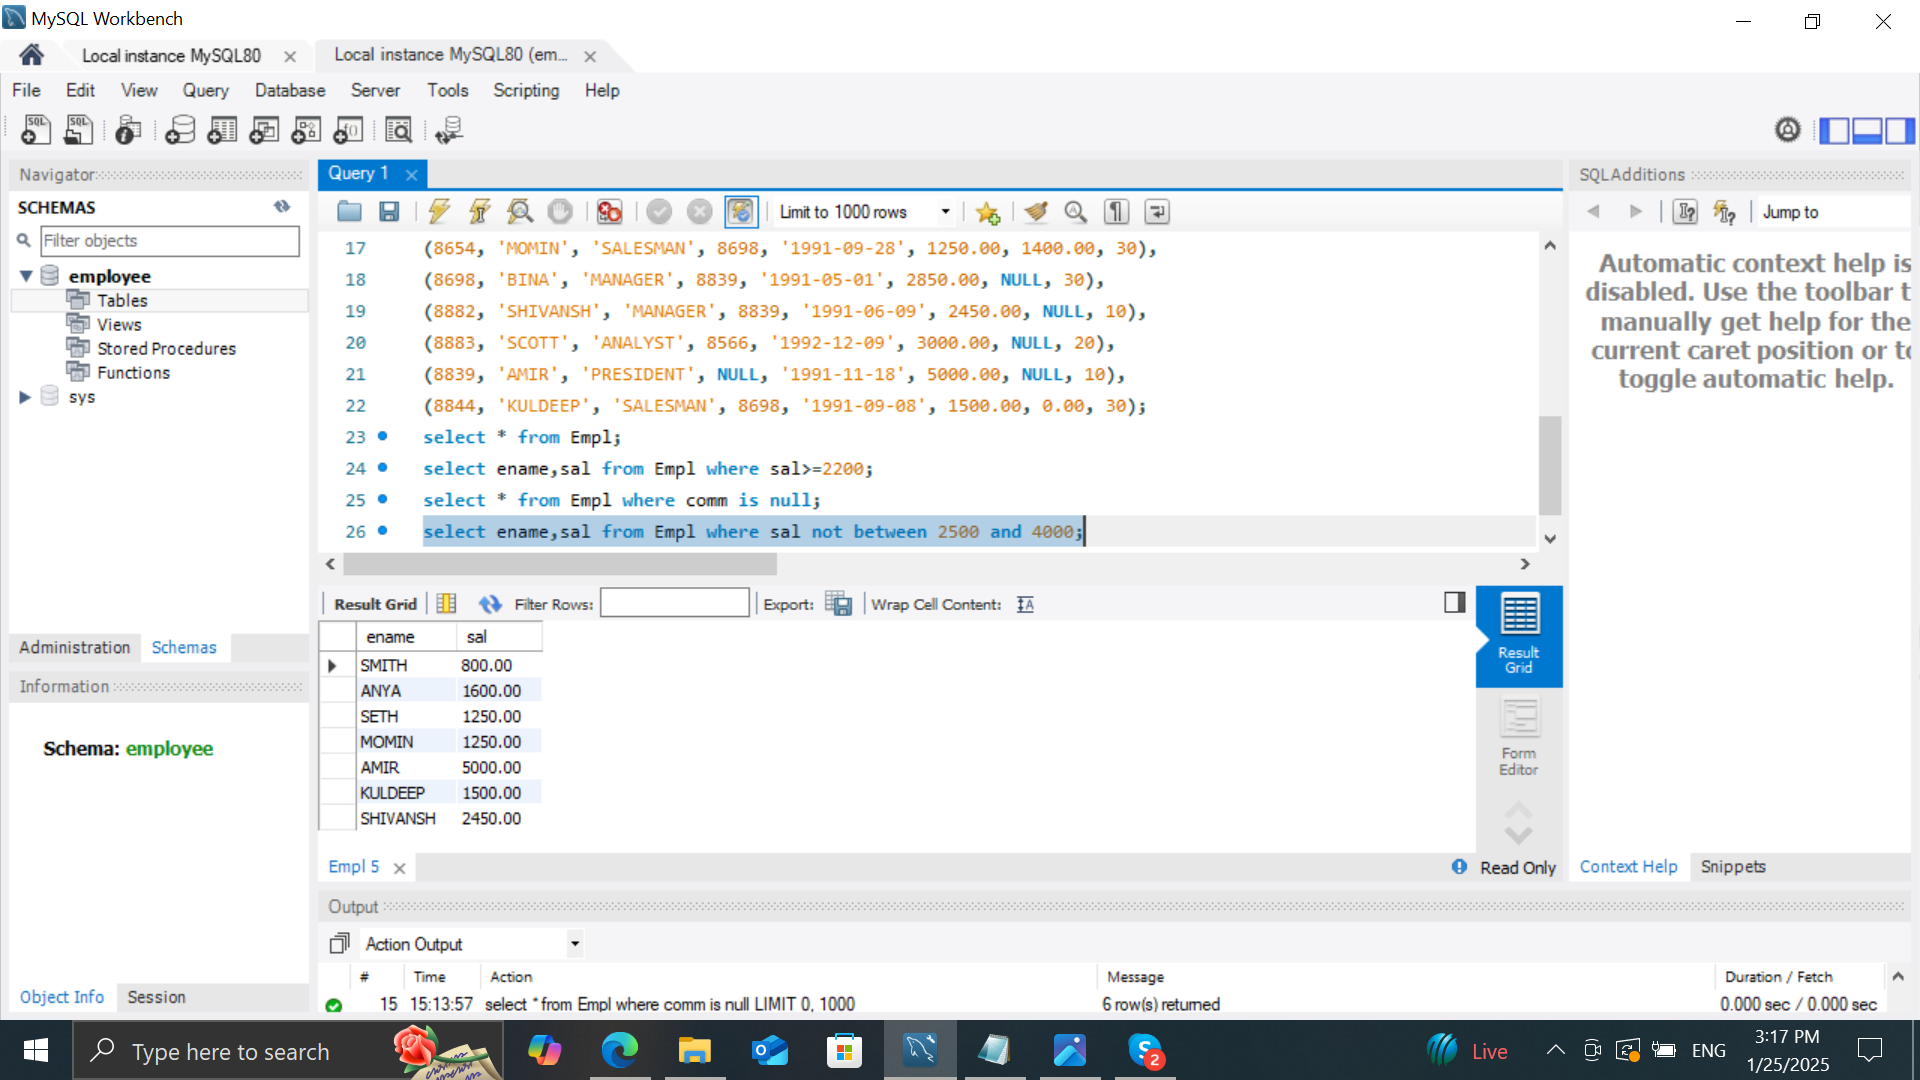 MySQL Workbench
Local instance MySQL80
Local instance MySQL80 (em...
File Edit View Query Database Server Tools Scripting Help
Navigator
SCHEMAS
Filter objects
employee
Tables
Views
Stored Procedures
Functions
sys
Administration Schemas
Information
Schema: employee
Object Info Session
Query 1
Limit to 1000 rows
17 (8654, 'MOMIN', 'SALESMAN', 8698, '1991-09-28', 1250.00, 1400.00, 30),
18 (8698, 'BINA', 'MANAGER', 8839, '1991-05-01', 2850.00, NULL, 30),
19 (8882, 'SHIVANSH', 'MANAGER', 8839, '1991-06-09', 2450.00, NULL, 10),
20 (8883, 'SCOTT', 'ANALYST', 8566, '1992-12-09', 3000.00, NULL, 20),
21 (8839, 'AMIR', 'PRESIDENT', NULL, '1991-11-18', 5000.00, NULL, 10),
22 (8844, 'KULDEEP', 'SALESMAN', 8698, '1991-09-08', 1500.00, 0.00, 30);
23 select * from Empl;
24 select ename,sal from Empl where sal>=2200;
25 select * from Empl where comm is null;
26 select ename,sal from Empl where sal not between 2500 and 4000;
Result Grid Filter Rows: Export: Wrap Cell Content:
ename sal
SMITH 800.00
ANYA 1600.00
SETH 1250.00
MOMIN 1250.00
AMIR 5000.00
KULDEEP 1500.00
SHIVANSH 2450.00
Result
Grid
Form
Editor
Empl 5
Read Only
SQLAdditions
Jump to
Automatic context help is
disabled. Use the toolbar t
manually get help for the
current caret position or to
toggle automatic help.
Context Help Snippets
Output
Action Output
# Time Action Message Duration / Fetch
15 15:13:57 select * from Empl where comm is null LIMIT 0, 1000 6 row(s) returned 0.000 sec / 0.000 sec
Type here to search
2
Live
ENG
3:17 PM
1/25/2025